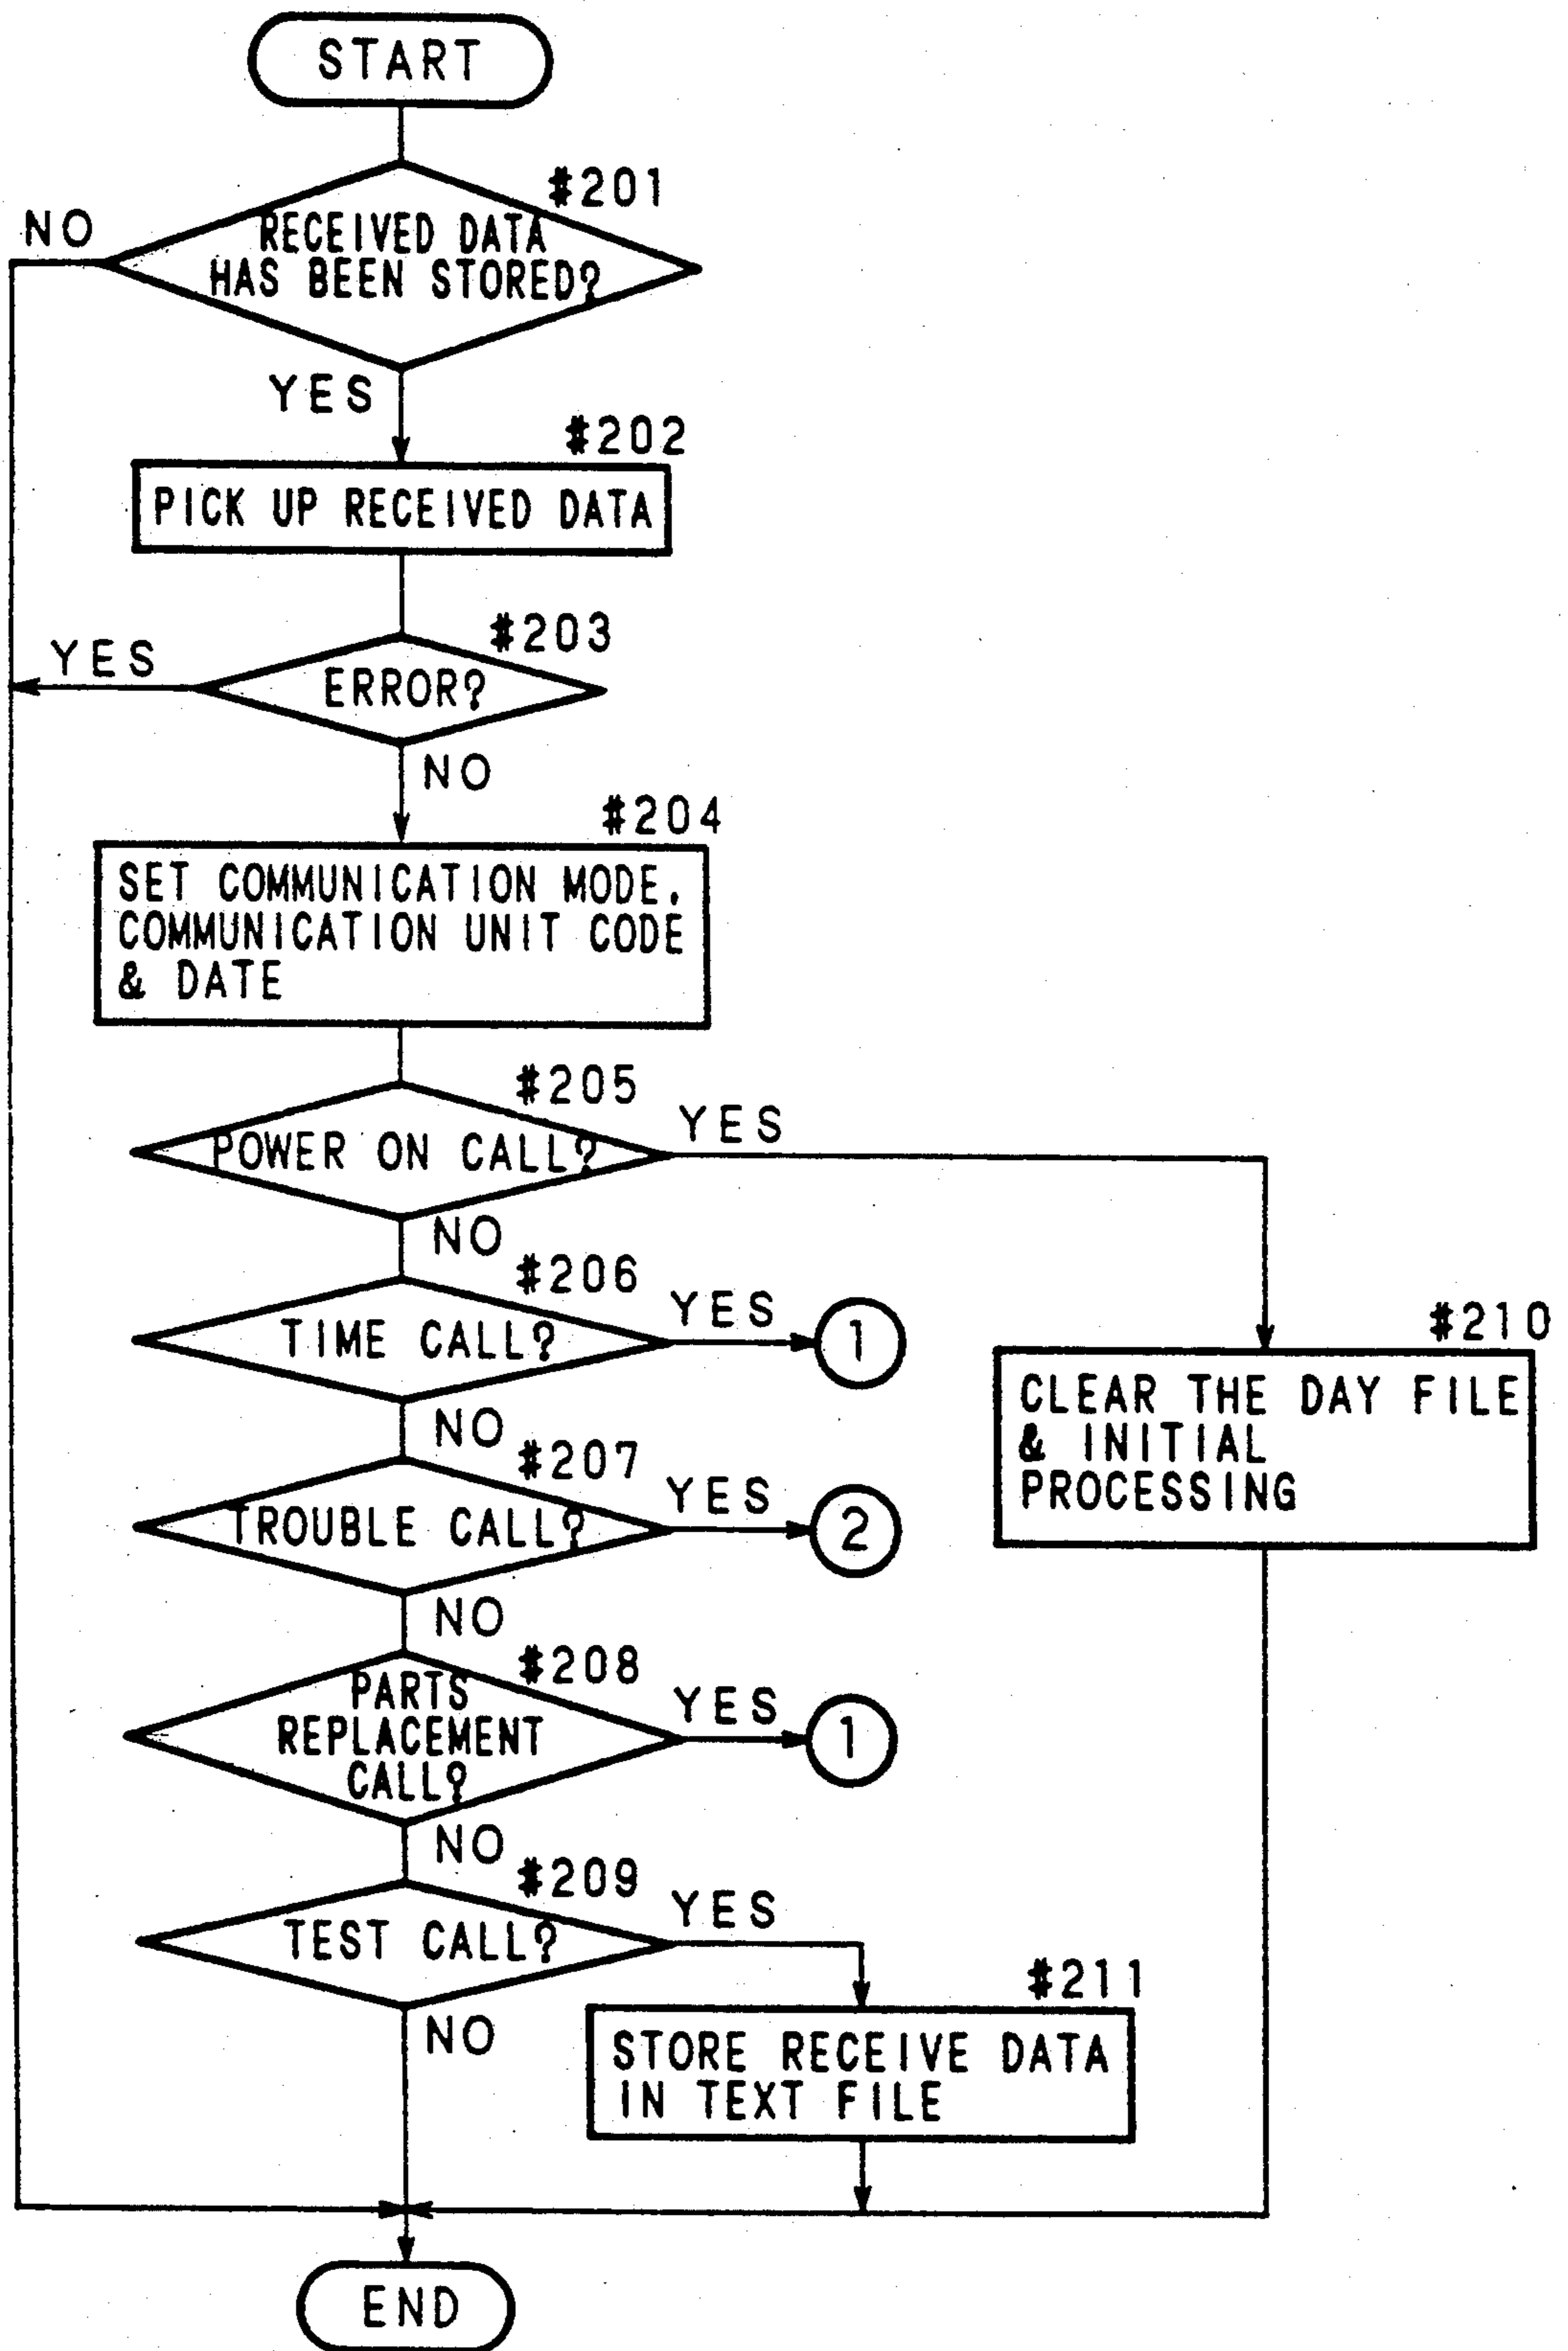 START
#201
NO
RECEIVED DATA
HAS BEEN STORED?
YES
#202
PICK UP RECEIVED DATA
#203
YES
ERROR?
NO
#204
SET COMMUNICATION MODE.
COMMUNICATION UNIT CODE
& DATE
#205
YES
POWER ON CALL?
NO
#206
YES
TIME CALL?
1
#210
CLEAR THE DAY FILE
& INITIAL
PROCESSING
NO
#207
YES
TROUBLE CALL?
2
NO
#208
PARTS
REPLACEMENT
CALL?
YES
1
NO
#209
YES
TEST CALL?
#211
NO
STORE RECEIVE DATA
IN TEXT FILE
END